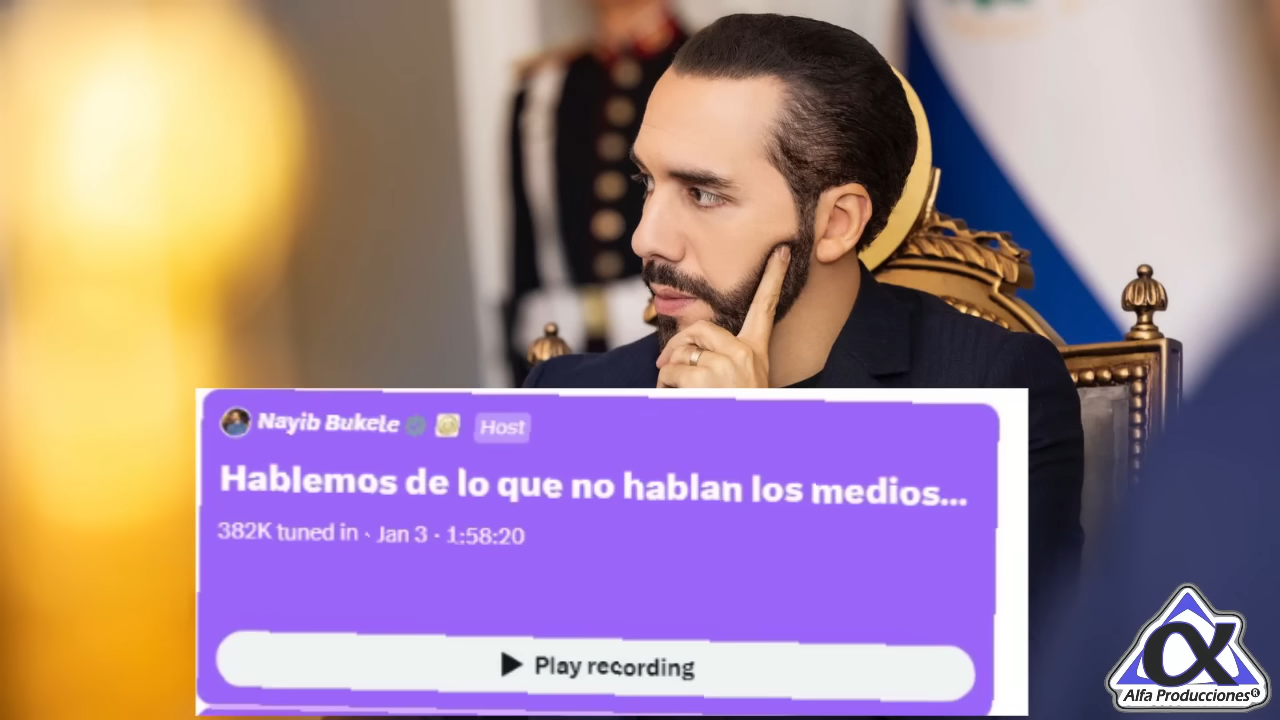 Nayib Bukele Host
Hablemos de lo que no hablan los medios...
382K tuned in · Jan 3 · 1:58:20
Play recording
α
Alfa Producciones®